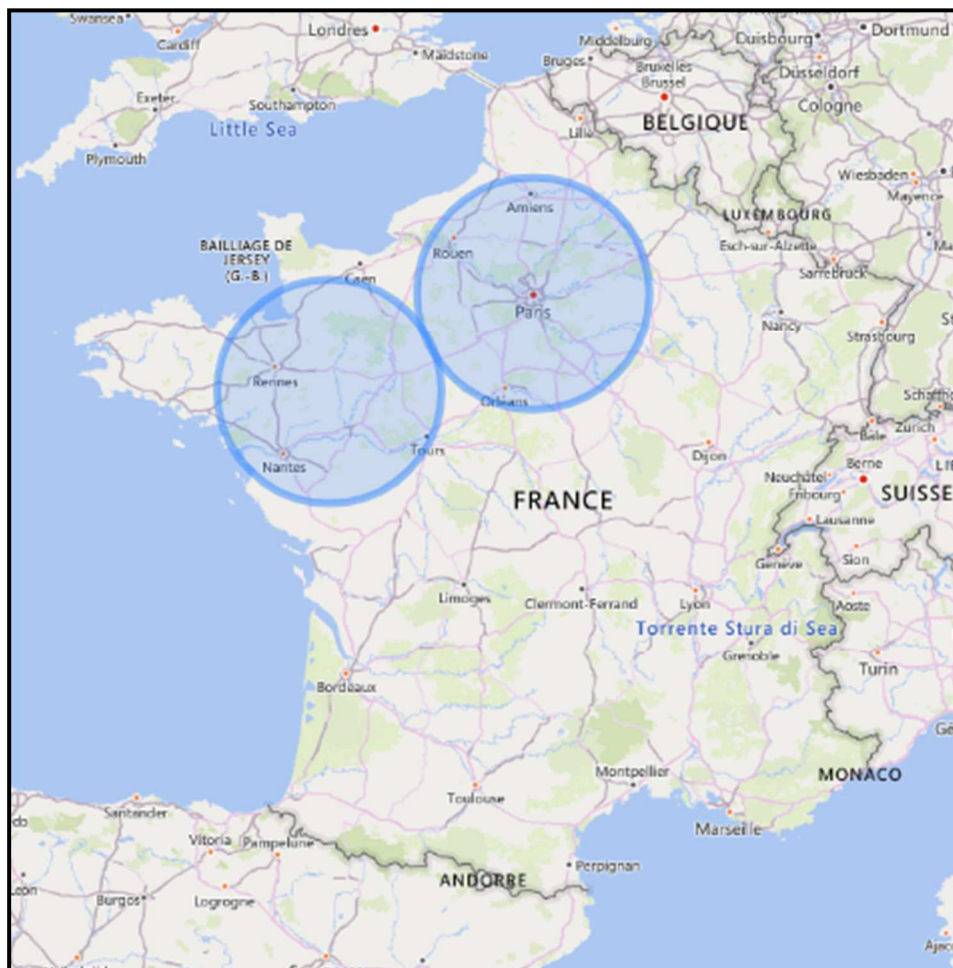 Swansea
Cardiff
Londres
Maidstone
Exeter
Southampton
Plymouth
Little Sea
Middelburg
Bruges
Bruxelles
Brussel
BELGIQUE
Lille
Duisbourg
Dortmund
Düsseldorf
Cologne
Wiesbaden
Mayence
LUXEMBOURG
Esch-sur-Alzette
Sarrebruck
BAILLIAGE DE
JERSEY
(G.-B.)
Caen
Amiens
Rouen
Paris
Nancy
Strasbourg
Rennes
Orléans
Nantes
Tours
Dijon
Bâle
Zurich
Neuchâtel
Berne
Fribourg
SUISSE
Lausanne
Genève
Sion
FRANCE
Limoges
Clermont-Ferrand
Lyon
Aoste
Torrente Stura di Sea
Grenoble
Turin
Bordeaux
Toulouse
Montpellier
MONACO
Marseille
Santander
Vitoria
Pampelune
Perpignan
ANDORRE
Burgos
Logrogne